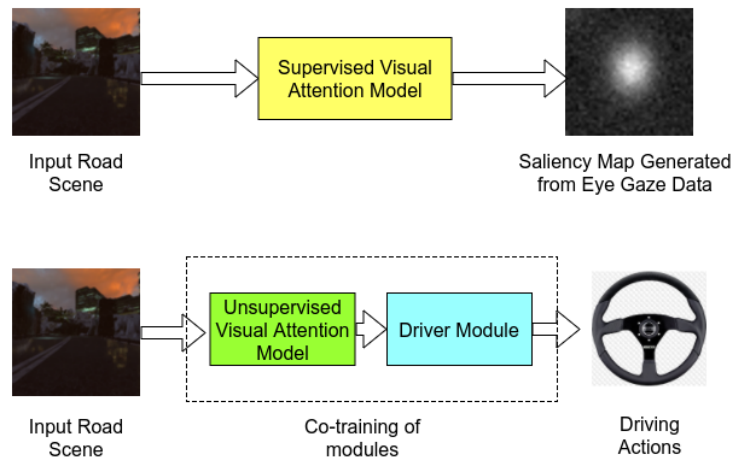 Supervised Visual
Attention Model
Input Road
Scene
Saliency Map Generated
from Eye Gaze Data
Unsupervised
Visual Attention
Model
Driver Module
Input Road
Scene
Co-training of
modules
Driving
Actions